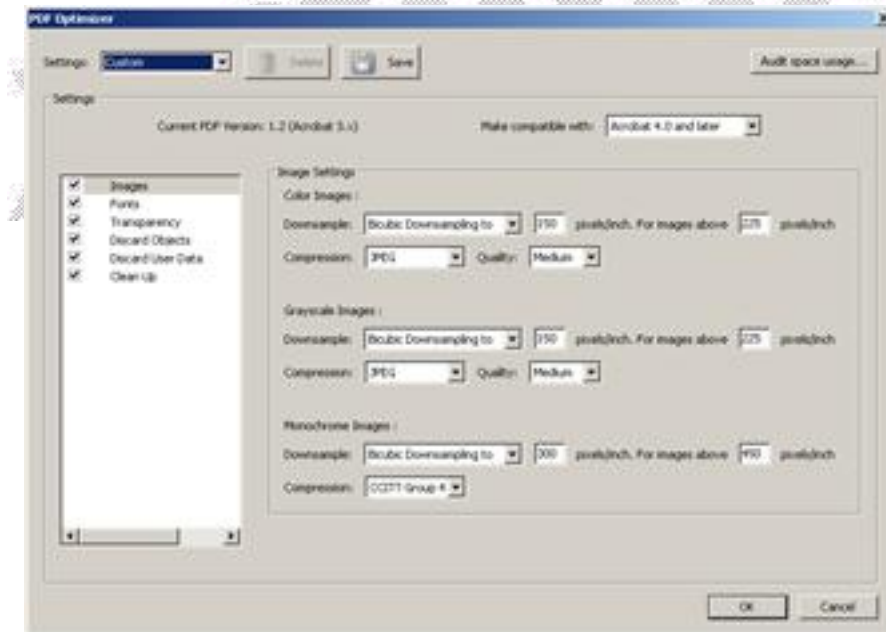 PDF Optimizer
Settings: Custom Delete Save Audit space usage...
Settings
Current PDF Version: 1.2 (Acrobat 3.x) Make compatible with: Acrobat 4.0 and later
Images
Fonts
Transparency
Discard Objects
Discard User Data
Clean Up
Image Settings
Color Images :
Downsample: Bicubic Downsampling to 150 pixels/inch. For images above 225 pixels/inch
Compression: JPEG Quality: Medium
Grayscale Images :
Downsample: Bicubic Downsampling to 150 pixels/inch. For images above 225 pixels/inch
Compression: JPEG Quality: Medium
Monochrome Images :
Downsample: Bicubic Downsampling to 300 pixels/inch. For images above 450 pixels/inch
Compression: CCITT Group 4
OK Cancel